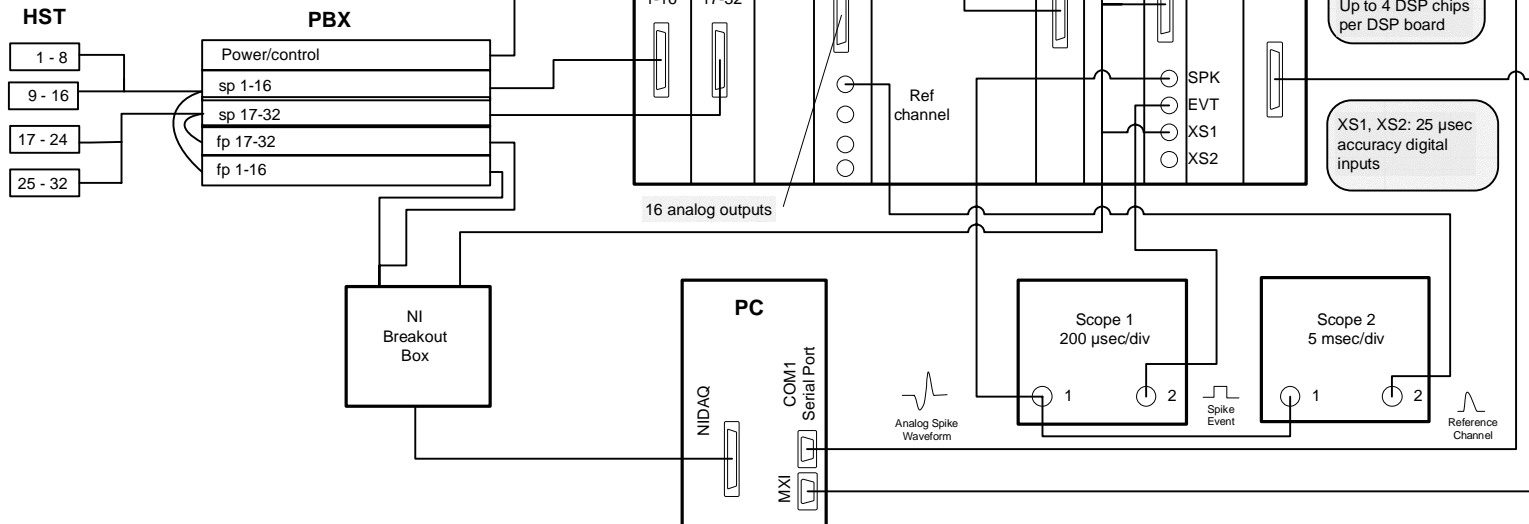 1-16
17-32
Up to 4 DSP chips
per DSP board
HST
PBX
1 - 8
9 - 16
17 - 24
25 - 32
Power/control
sp 1-16
sp 17-32
fp 17-32
fp 1-16
Ref
channel
SPK
EVT
XS1
XS2
XS1, XS2: 25 µsec
accuracy digital
inputs
16 analog outputs
NI
Breakout
Box
PC
NIDAQ
COM1
Serial Port
MXI
Scope 1
200 µsec/div
1
2
Scope 2
5 msec/div
1
2
Analog Spike
Waveform
Spike
Event
Reference
Channel